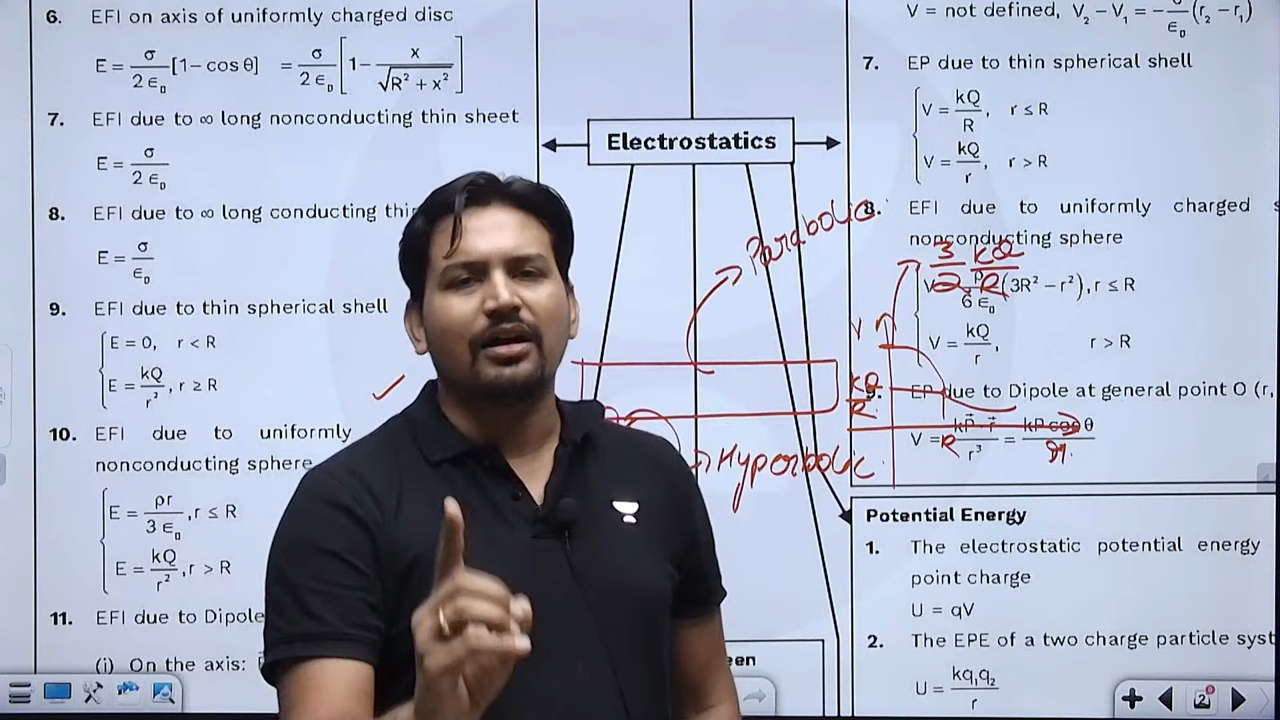 6. EFI on axis of uniformly charged disc
E = σ/2ϵ₀ [1 − cos θ] = σ/2ϵ₀ [1 − x/√R² + x²]
7. EFI due to ∞ long nonconducting thin sheet
E = σ/2ϵ₀
8. EFI due to ∞ long conducting
E = σ/ϵ₀
9. EFI due to thin spherical shell
E = 0, r < R
E = kQ/r², r ≥ R
10. EFI due to uniformly
nonconducting sphere
E = ρr/3ϵ₀, r ≤ R
E = kQ/r², r > R
11. EFI due to Dipole
(i) On the axis:
Electrostatics
Parabolic
Hyperbolic
een
V = not defined, V₂ − V₁ = −σ/ϵ₀ (r₂ − r₁)
7. EP due to thin spherical shell
V = kQ/R, r ≤ R
V = kQ/r, r > R
8. EFI due to uniformly charged s
nonconducting sphere
3/2 kQ/R
V (3R² − r²), r ≤ R
6ϵ₀
V = kQ/r, r > R
V
kQ/R
9. EP due to Dipole at general point O (r,
V = kP⃗·r⃗/r³ = kP cos θ
R
r
Potential Energy
1. The electrostatic potential energy
point charge
U = qV
2. The EPE of a two charge particle syst
U = kq₁q₂/r
2